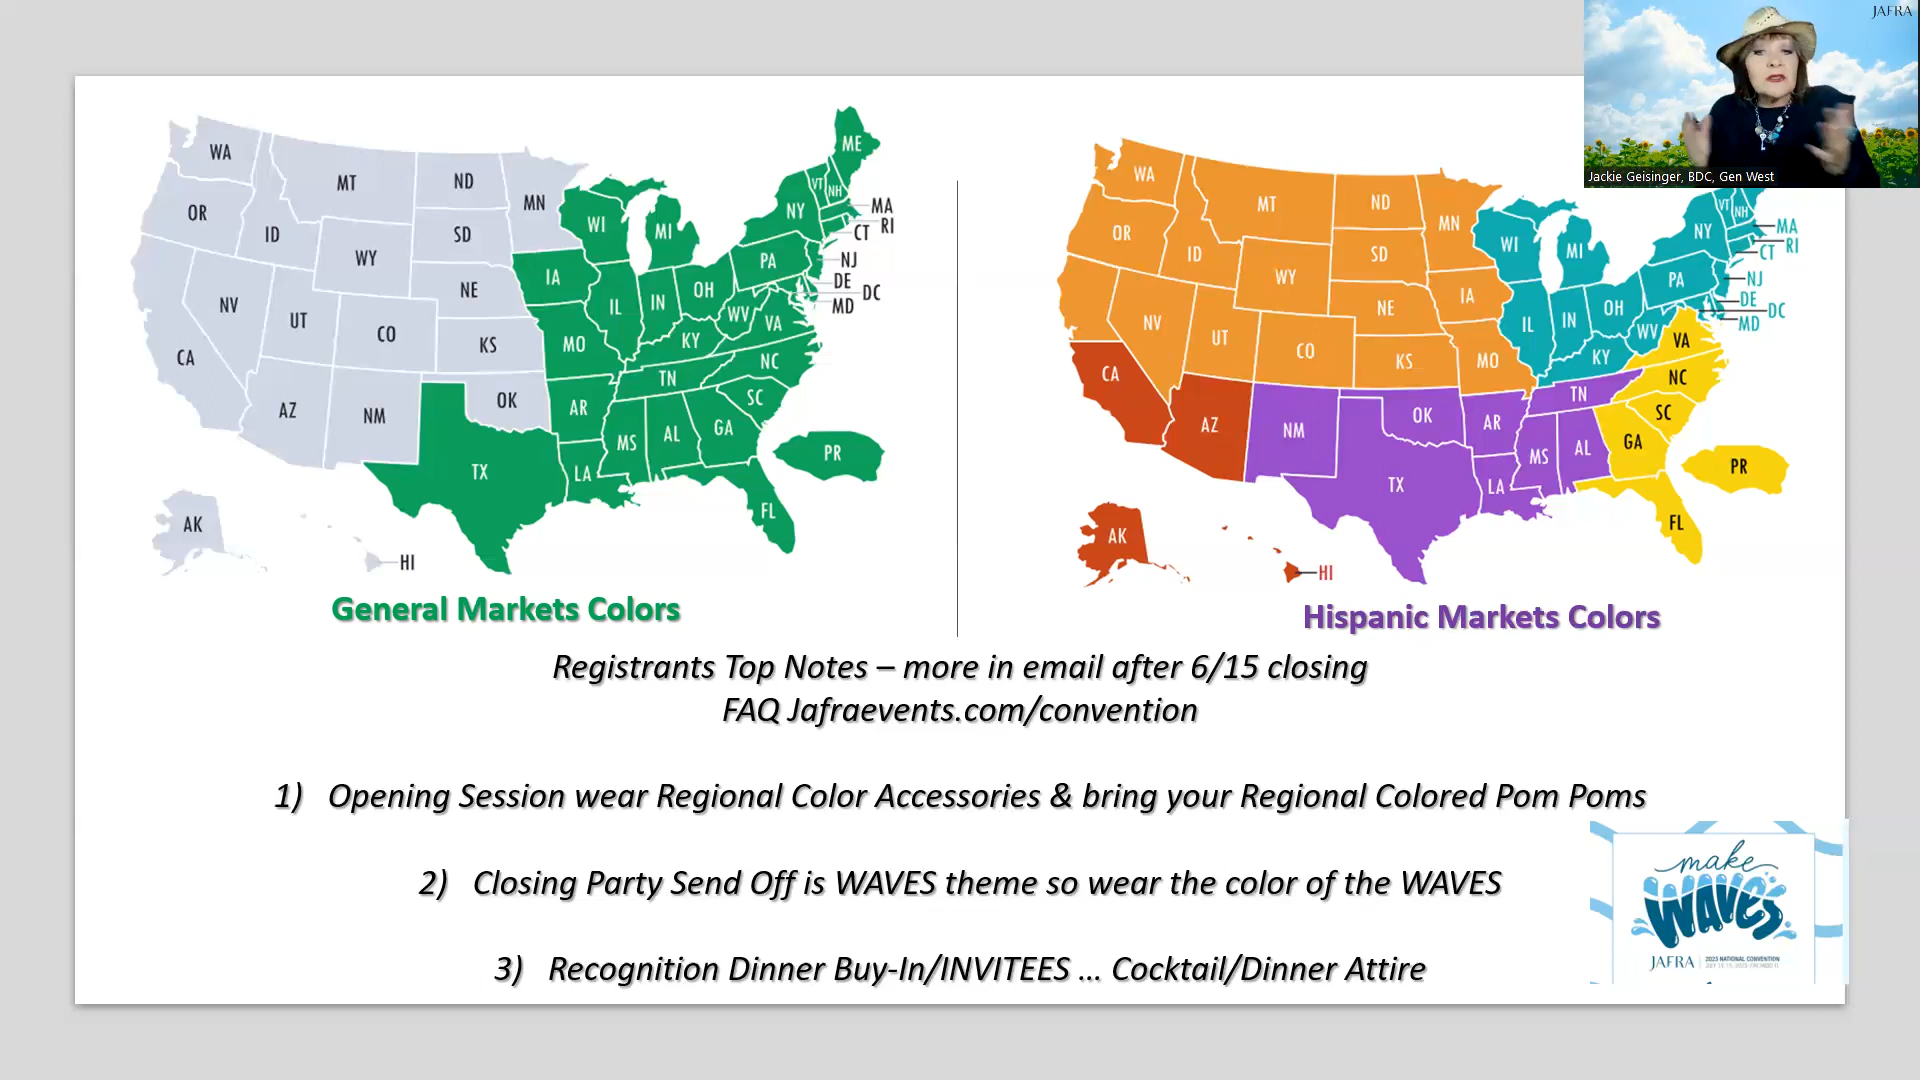 JAFRA
Jackie Geisinger, BDC, Gen West
WA
MT
ND
MN
OR
ID
SD
WY
WI
MI
NY
VT
NH
ME
MA
RI
CT
NJ
DE
DC
MD
PA
NE
IA
NV
UT
CO
KS
MO
IL
IN
OH
WV
VA
KY
CA
AZ
NM
OK
AR
TN
NC
SC
TX
LA
MS
AL
GA
FL
PR
AK
HI
General Markets Colors
WA
MT
ND
MN
OR
ID
SD
WY
WI
MI
NY
VT
NH
MA
RI
CT
NJ
DE
DC
MD
PA
NE
IA
NV
UT
CO
KS
MO
IL
IN
OH
WV
VA
KY
CA
AZ
NM
OK
AR
TN
NC
SC
TX
LA
MS
AL
GA
FL
PR
AK
HI
Hispanic Markets Colors
Registrants Top Notes – more in email after 6/15 closing
FAQ Jafraevents.com/convention
1) Opening Session wear Regional Color Accessories & bring your Regional Colored Pom Poms
2) Closing Party Send Off is WAVES theme so wear the color of the WAVES
3) Recognition Dinner Buy-In/INVITEES ... Cocktail/Dinner Attire
make
WAVES
JAFRA
2023 NATIONAL CONVENTION